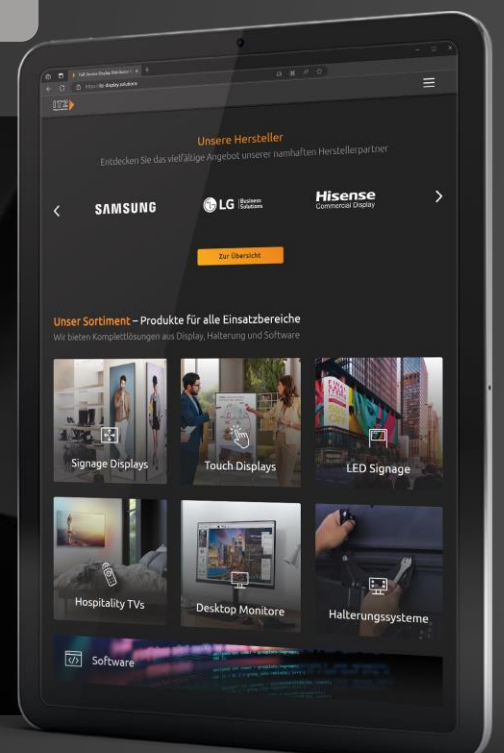 ITZ
Unsere Hersteller
Entdecken Sie das vielfältige Angebot unserer namhaften Herstellerpartner
SAMSUNG
LG Business Solutions
Hisense
Commercial Display
Zur Übersicht
Unser Sortiment – Produkte für alle Einsatzbereiche
Wir bieten Komplettlösungen aus Display, Halterung und Software
Signage Displays
Touch Displays
LED Signage
Hospitality TVs
Desktop Monitore
Halterungssysteme
Software